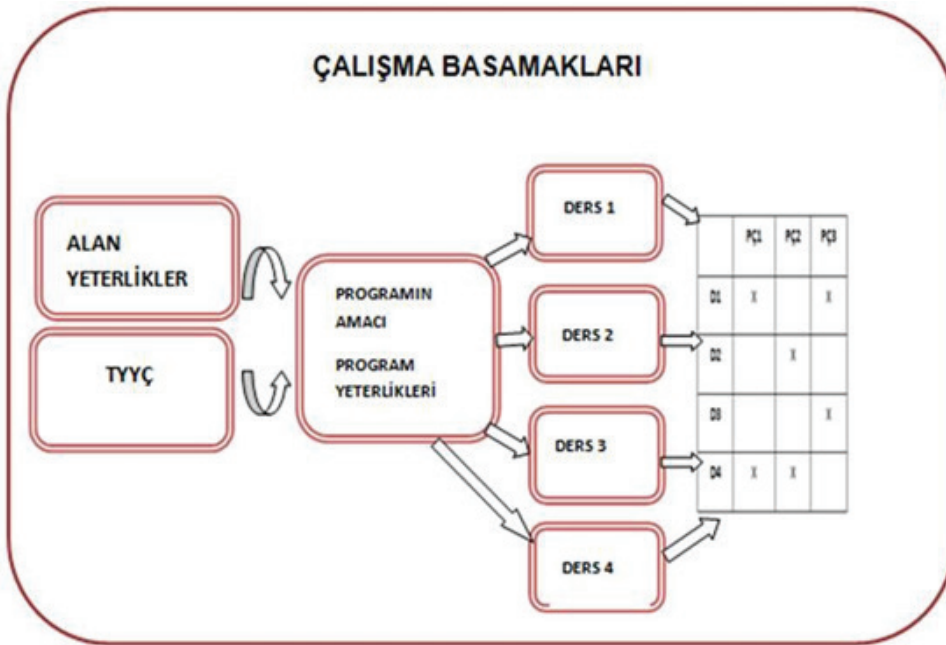 ÇALIŞMA BASAMAKLARI
ALAN
YETERLİKLER
TYYÇ
PROGRAMIN
AMACI
PROGRAM
YETERLİKLERİ
DERS 1
DERS 2
DERS 3
DERS 4
PÇ1 PÇ2 PÇ3
D1 X X
D2 X
D3 X
D4 X X